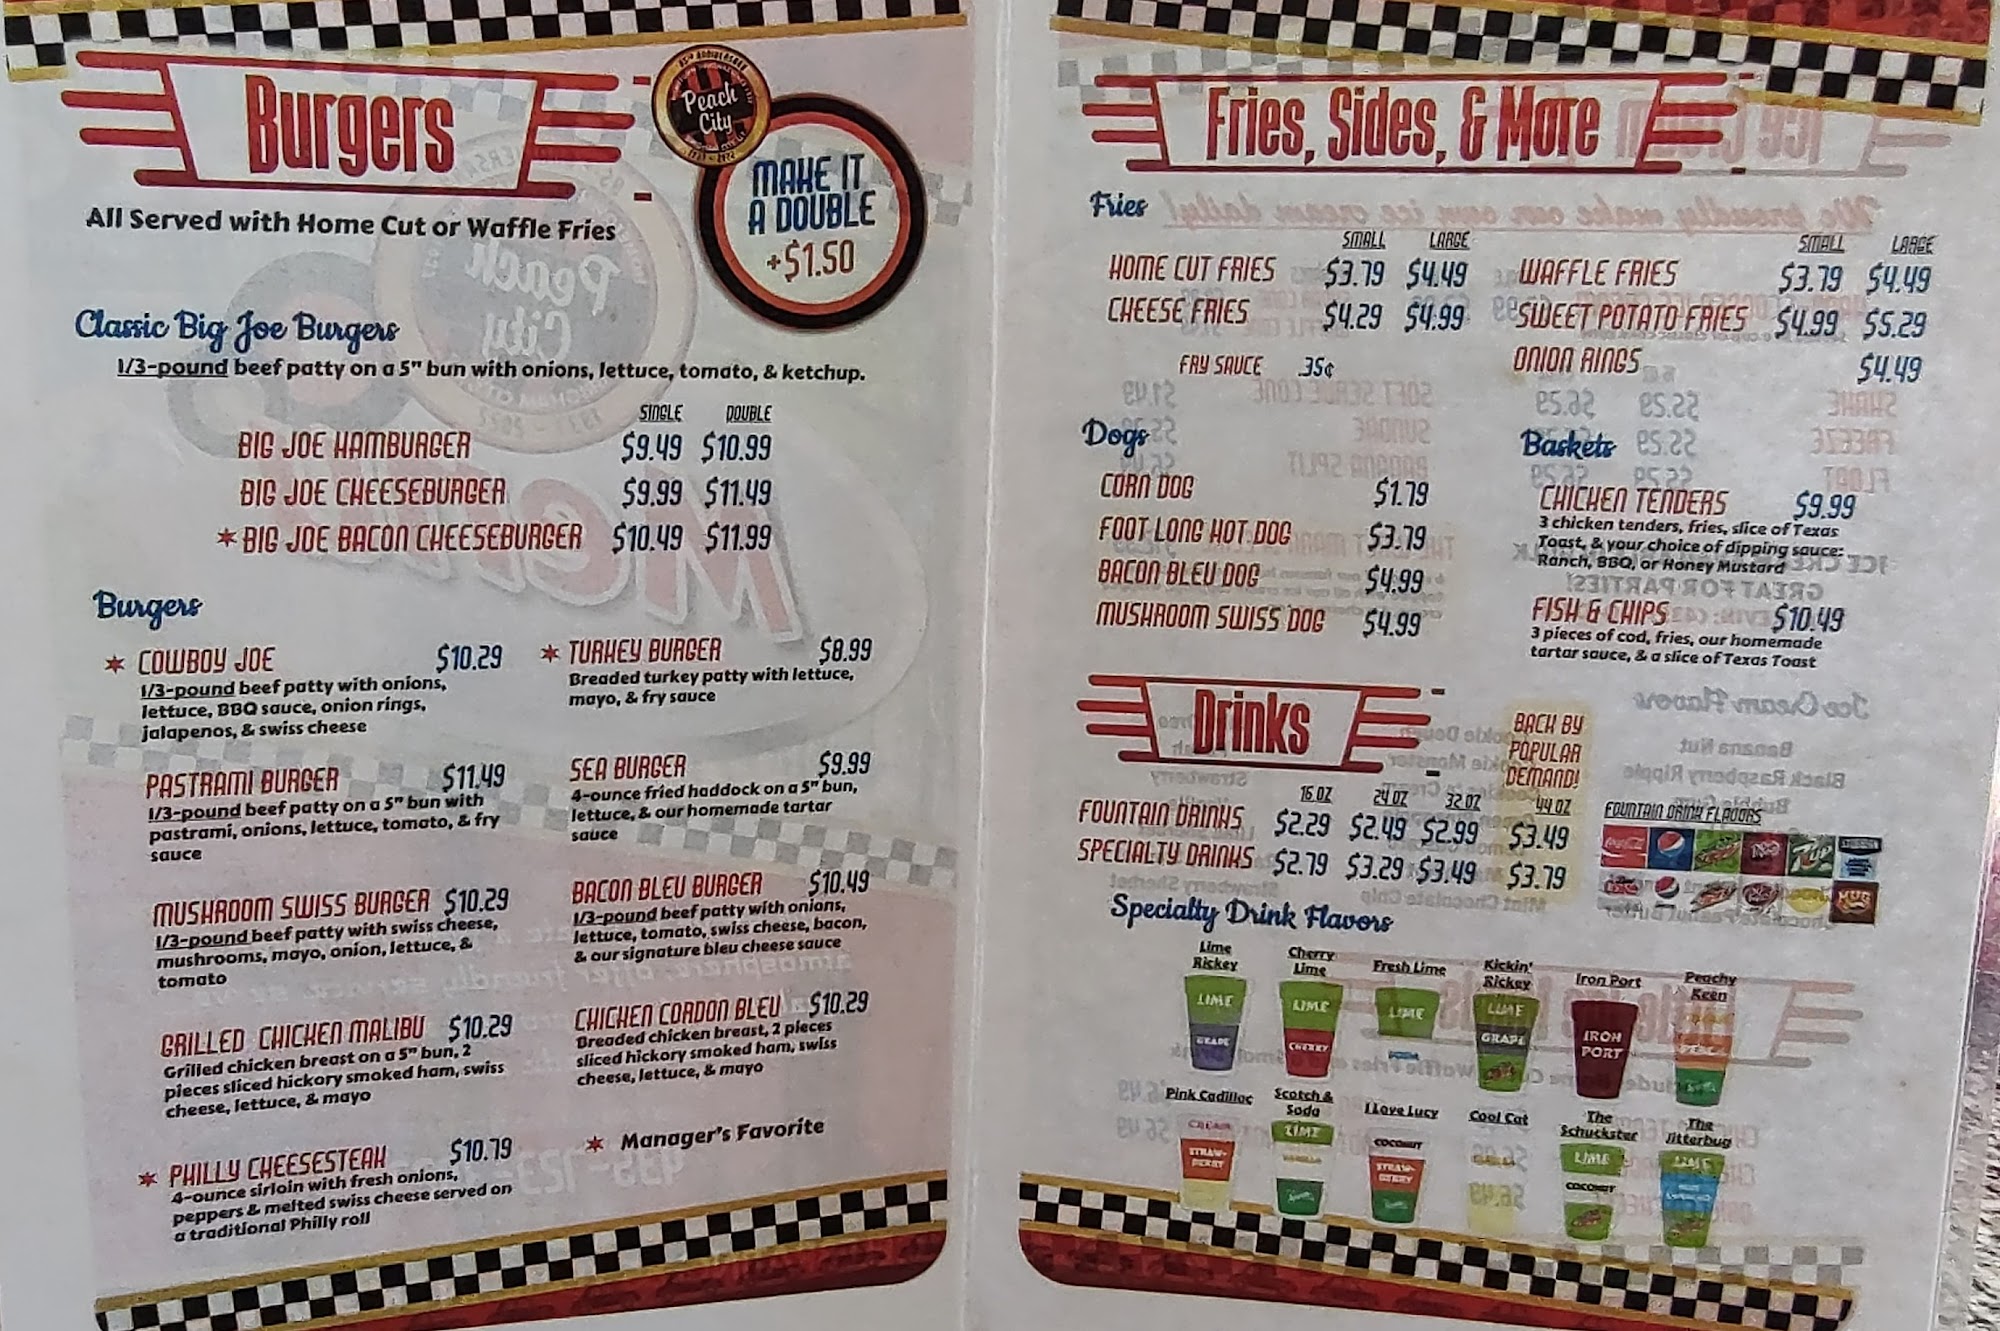 Burgers
Peach
City
MAKE IT
A DOUBLE
+$1.50
All Served with Home Cut or Waffle Fries
Classic Big Joe Burgers
1/3-pound beef patty on a 5" bun with onions, lettuce, tomato, & ketchup.
SINGLE DOUBLE
BIG JOE HAMBURGER $9.49 $10.99
BIG JOE CHEESEBURGER $9.99 $11.49
* BIG JOE BACON CHEESEBURGER $10.49 $11.99
Burgers
* COWBOY JOE $10.29
1/3-pound beef patty with onions,
lettuce, BBQ sauce, onion rings,
jalapenos, & swiss cheese
PASTRAMI BURGER $11.49
1/3-pound beef patty on a 5" bun with
pastrami, onions, lettuce, tomato, & fry
sauce
MUSHROOM SWISS BURGER $10.29
1/3-pound beef patty with swiss cheese,
mushrooms, mayo, onion, lettuce, &
tomato
GRILLED CHICKEN MALIBU $10.29
Grilled chicken breast on a 5" bun, 2
pieces sliced hickory smoked ham, swiss
cheese, lettuce, & mayo
* PHILLY CHEESESTEAK $10.79
4-ounce sirloin with fresh onions,
peppers & melted swiss cheese served on
a traditional Philly roll
* TURKEY BURGER $8.99
Breaded turkey patty with lettuce,
mayo, & fry sauce
SEA BURGER $9.99
4-ounce fried haddock on a 5" bun,
lettuce, & our homemade tartar
sauce
BACON BLEU BURGER $10.49
1/3-pound beef patty with onions,
lettuce, tomato, swiss cheese, bacon,
& our signature bleu cheese sauce
CHICKEN CORDON BLEU $10.29
Breaded chicken breast, 2 pieces
sliced hickory smoked ham, swiss
cheese, lettuce, & mayo
* Manager's Favorite
Fries, Sides, & More
Fries
SMALL LARGE
HOME CUT FRIES $3.79 $4.49
CHEESE FRIES $4.29 $4.99
FRY SAUCE .35¢
SMALL LARGE
WAFFLE FRIES $3.79 $4.49
SWEET POTATO FRIES $4.99 $5.29
ONION RINGS $4.49
Dogs
CORN DOG $1.79
FOOT LONG HOT DOG $3.79
BACON BLEU DOG $4.99
MUSHROOM SWISS DOG $4.99
Baskets
CHICKEN TENDERS $9.99
3 chicken tenders, fries, slice of Texas
Toast, & your choice of dipping sauce:
Ranch, BBQ, or Honey Mustard
FISH & CHIPS $10.49
3 pieces of cod, fries, our homemade
tartar sauce, & a slice of Texas Toast
Drinks
BACK BY
POPULAR
DEMAND!
16 OZ 24 OZ 32 OZ 44 OZ
FOUNTAIN DRINKS $2.29 $2.49 $2.99 $3.49
SPECIALTY DRINKS $2.79 $3.29 $3.49 $3.79
FOUNTAIN DRINK FLAVORS
MUG
Specialty Drink Flavors
Lime
Rickey
LIME
GRAPE
Cherry
Lime
LIME
CHERRY
Fresh Lime
LIME
Kickin'
Rickey
LIME
GRAPE
Iron Port
IRON
PORT
Peachy
Keen
Pink Cadillac
CREAM
STRAW-
BERRY
Scotch &
Soda
LIME
VANILLA
I Love Lucy
COCONUT
STRAW-
BERRY
Cool Cat
The
Schuckster
LIME
COCONUT
The
Jitterbug
LIME